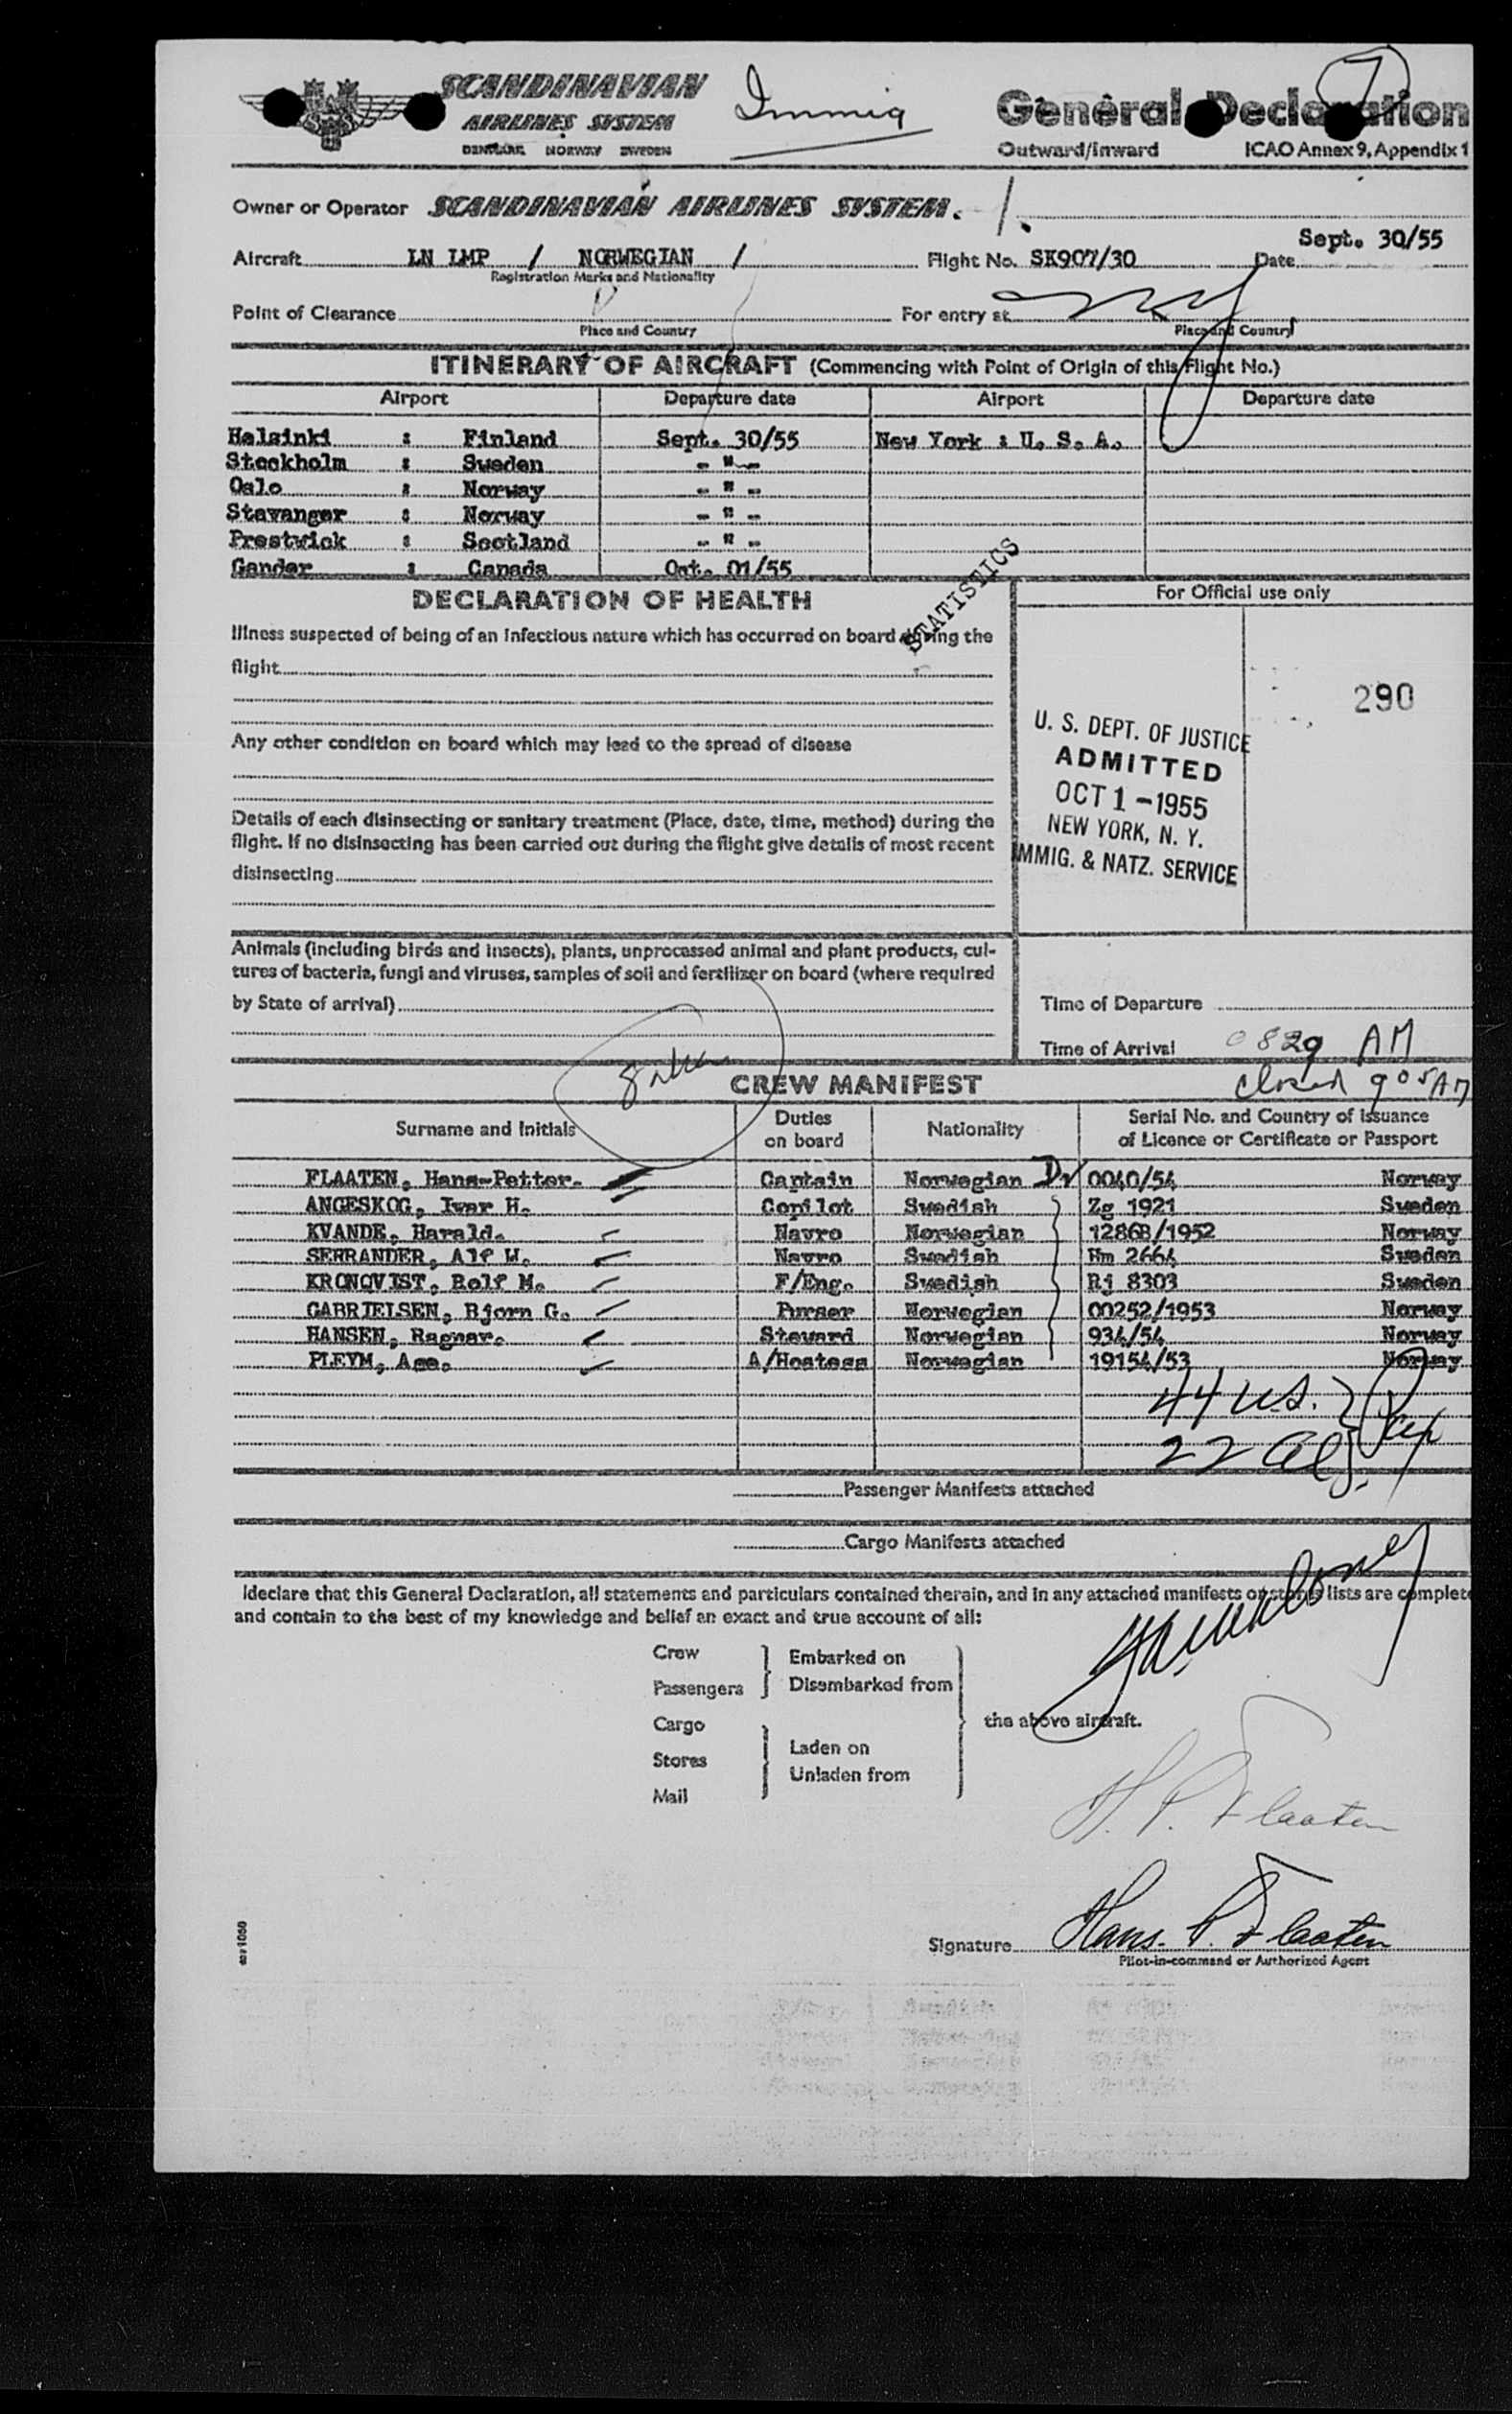 SCANDINAVIAN
AIRLINES SYSTEM
DENMARK NORWAY SWEDEN
Immig
General Declaration
Outward/Inward ICAO Annex 9, Appendix 1
Owner or Operator SCANDINAVIAN AIRLINES SYSTEM.
Sept. 30/55
Aircraft LN LMP / NORWEGIAN / Flight No. SK907/30 Date
Registration Marks and Nationality
Point of Clearance For entry at NY
Place and Country Place and Country
ITINERARY OF AIRCRAFT (Commencing with Point of Origin of this Flight No.)
Airport Departure date Airport Departure date
Helsinki : Finland Sept. 30/55 New York : U. S. A.
Stockholm : Sweden - " -
Oslo : Norway - " -
Stavanger : Norway - " -
Prestwick : Scotland - " -
Gander : Canada Oct. 01/55
STATISTICS
DECLARATION OF HEALTH
For Official use only
Illness suspected of being of an infectious nature which has occurred on board during the
flight
290
Any other condition on board which may lead to the spread of disease
U. S. DEPT. OF JUSTICE
ADMITTED
OCT 1 - 1955
NEW YORK, N. Y.
IMMIG. & NATZ. SERVICE
Details of each disinsecting or sanitary treatment (Place, date, time, method) during the
flight. If no disinsecting has been carried out during the flight give details of most recent
disinsecting
Animals (including birds and insects), plants, unprocessed animal and plant products, cul-
tures of bacteria, fungi and viruses, samples of soil and fertilizer on board (where required
by State of arrival)
Time of Departure
Time of Arrival 0829 AM
closed 905 AM
CREW MANIFEST
Surname and Initials Duties on board Nationality Serial No. and Country of Issuance of Licence or Certificate or Passport
FLAATEN, Hans-Petter. Captain Norwegian 0040/54 Norway
ANGESKOG, Ivar H. Copilot Swedish Zg 1921 Sweden
KVANDE, Harald. Navro Norwegian 12868/1952 Norway
SERRANDER, Alf W. Navro Swedish Hm 2664 Sweden
KRONQVIST, Rolf M. F/Eng. Swedish Rj 8303 Sweden
GABRIELSEN, Bjorn G. Purser Norwegian 00252/1953 Norway
HANSEN, Ragnar. Steward Norwegian 934/54 Norway
PLEYM, Ase. A/Hostess Norwegian 19154/53 Norway
44 US.
22 Al
Passenger Manifests attached
Cargo Manifests attached
I declare that this General Declaration, all statements and particulars contained therein, and in any attached manifests or stores lists are complete
and contain to the best of my knowledge and belief an exact and true account of all:
Crew
Passengers
Embarked on
Disembarked from
Cargo
Stores
Mail
Laden on
Unladen from
the above aircraft.
H. P. Flaaten
Signature Hans. P. Flaaten
Pilot-in-command or Authorized Agent